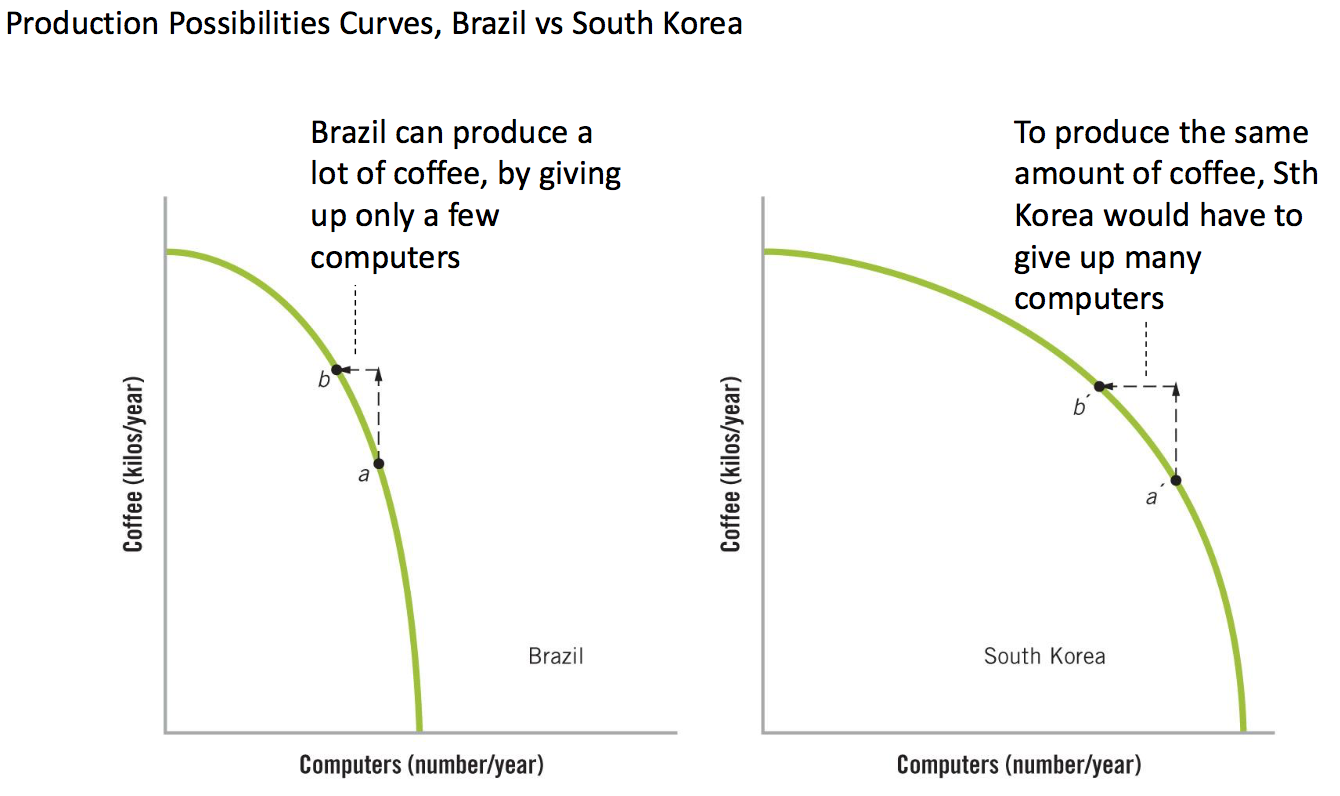 Production Possibilities Curves, Brazil vs South Korea
Brazil can produce a
lot of coffee, by giving
up only a few
computers
To produce the same
amount of coffee, Sth
Korea would have to
give up many
computers
Coffee (kilos/year)
b
a
Brazil
Computers (number/year)
Coffee (kilos/year)
b´
a´
South Korea
Computers (number/year)